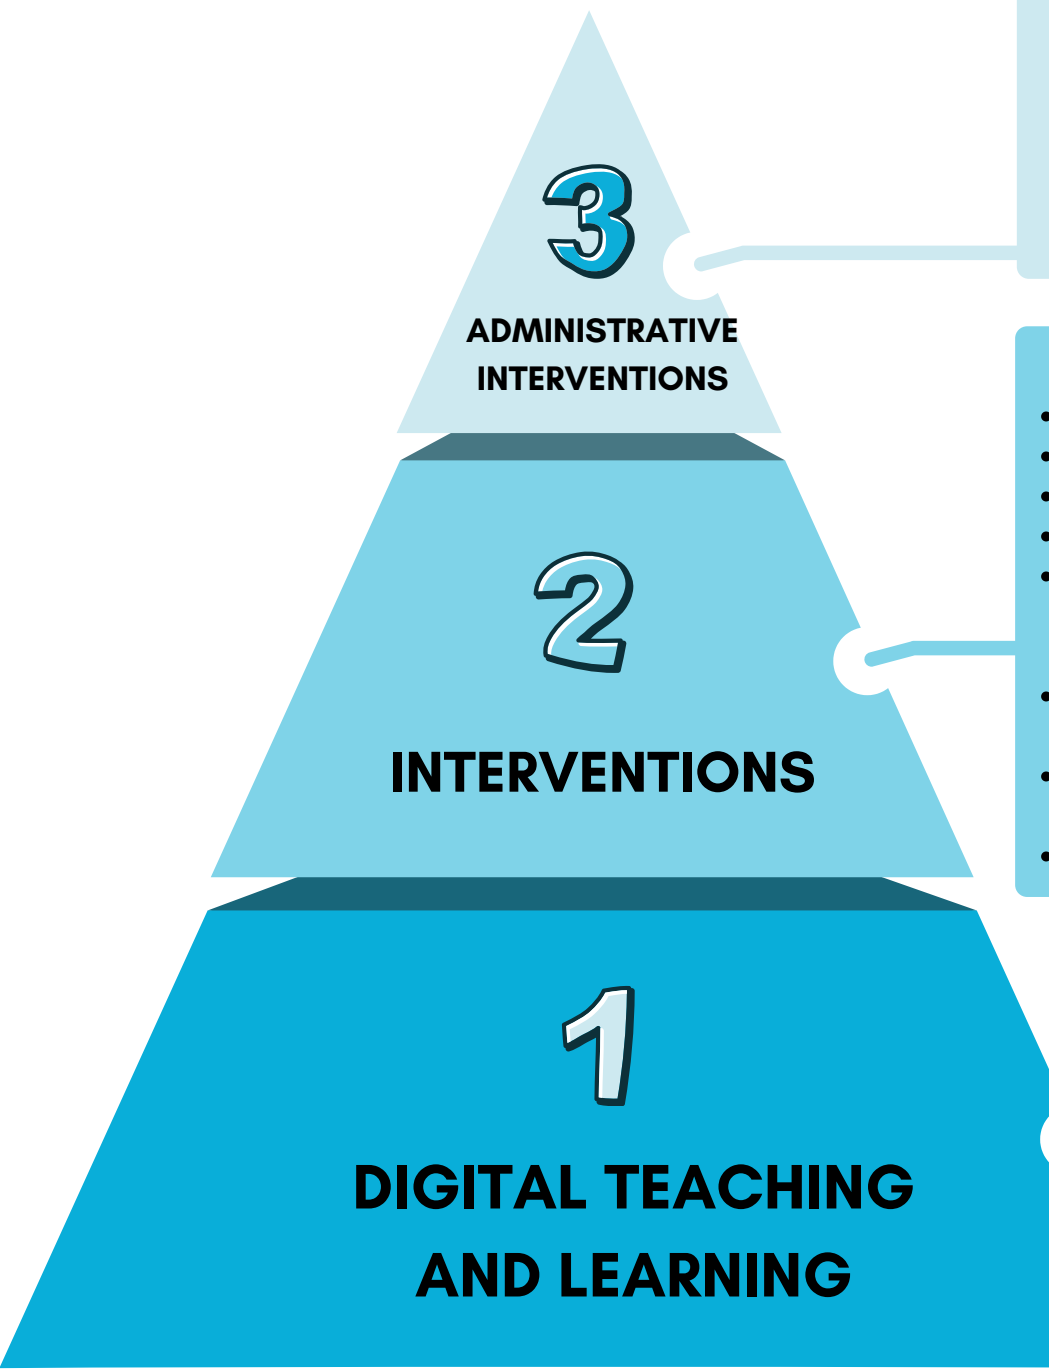 3
ADMINISTRATIVE
INTERVENTIONS
2
INTERVENTIONS
1
DIGITAL TEACHING
AND LEARNING